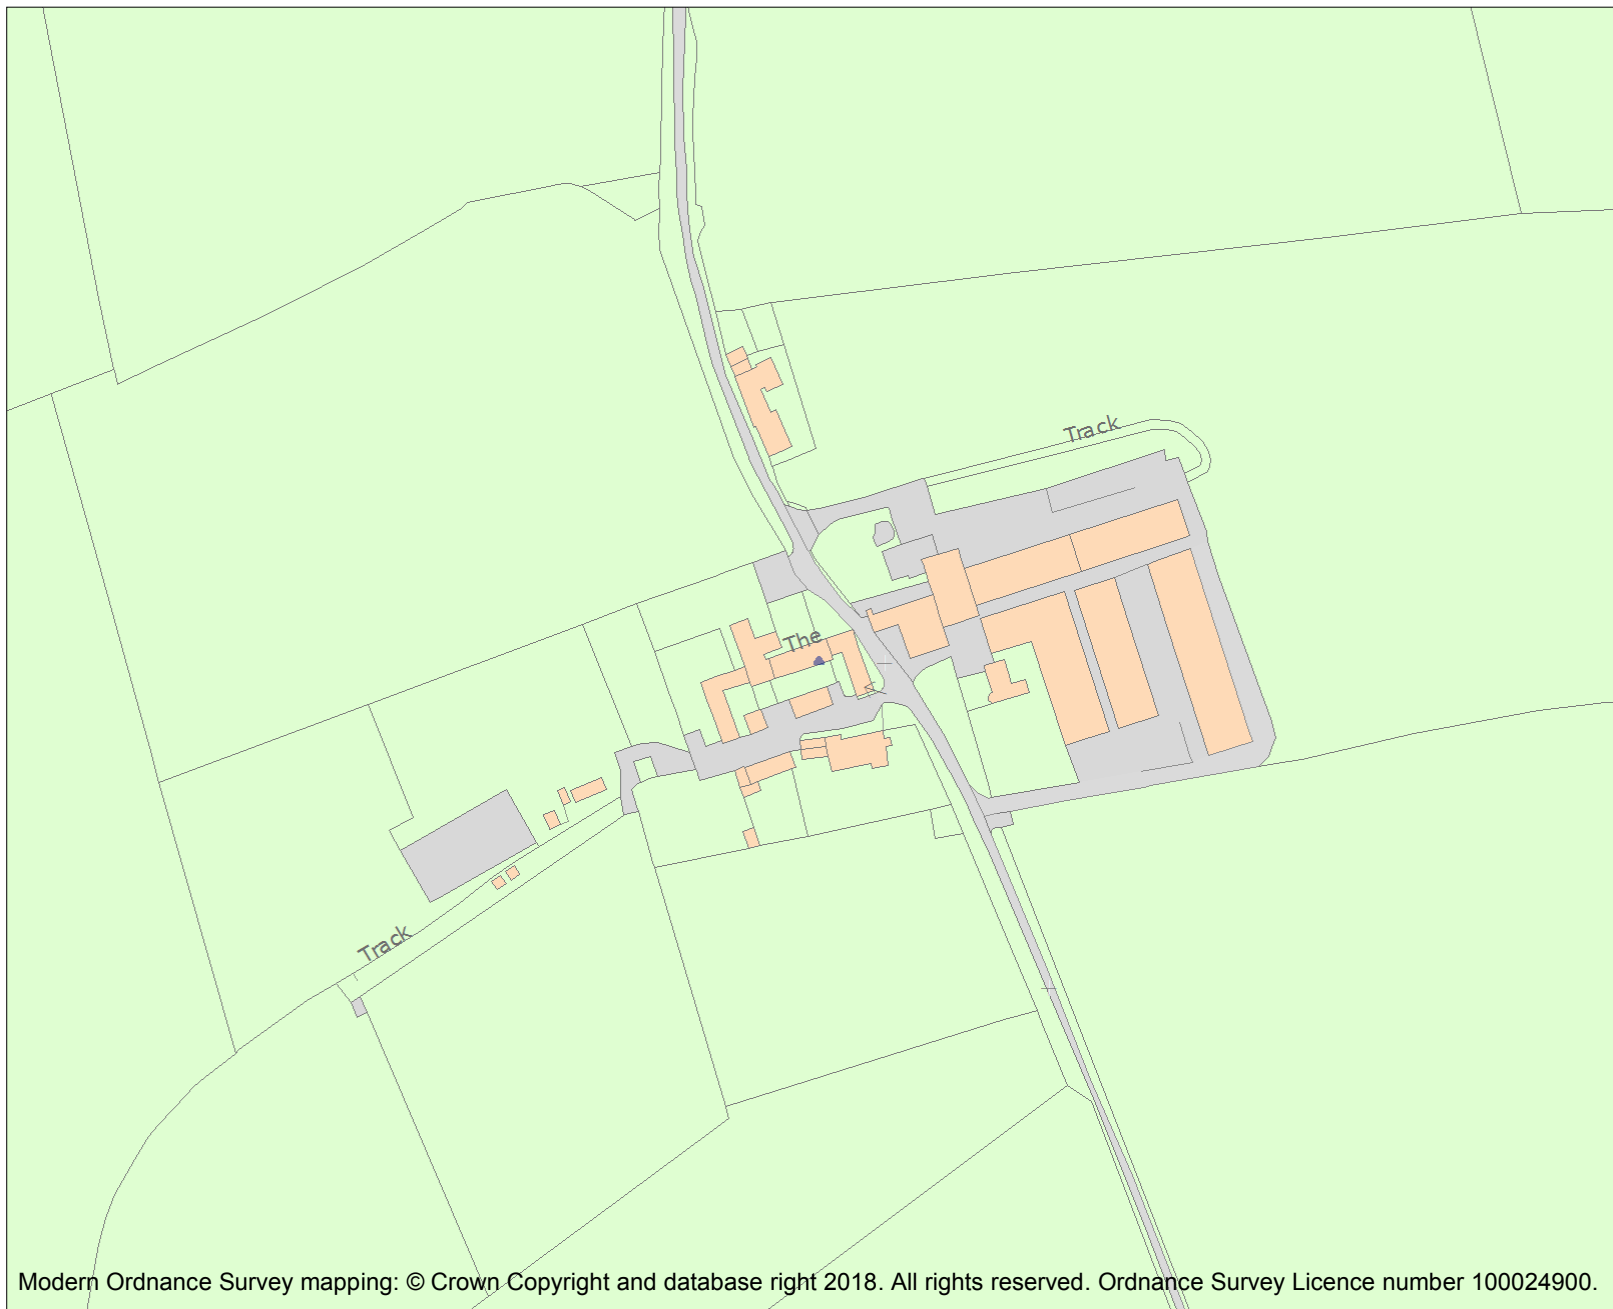 Track
The
Track
Modern Ordnance Survey mapping: © Crown Copyright and database right 2018. All rights reserved. Ordnance Survey Licence number 100024900.